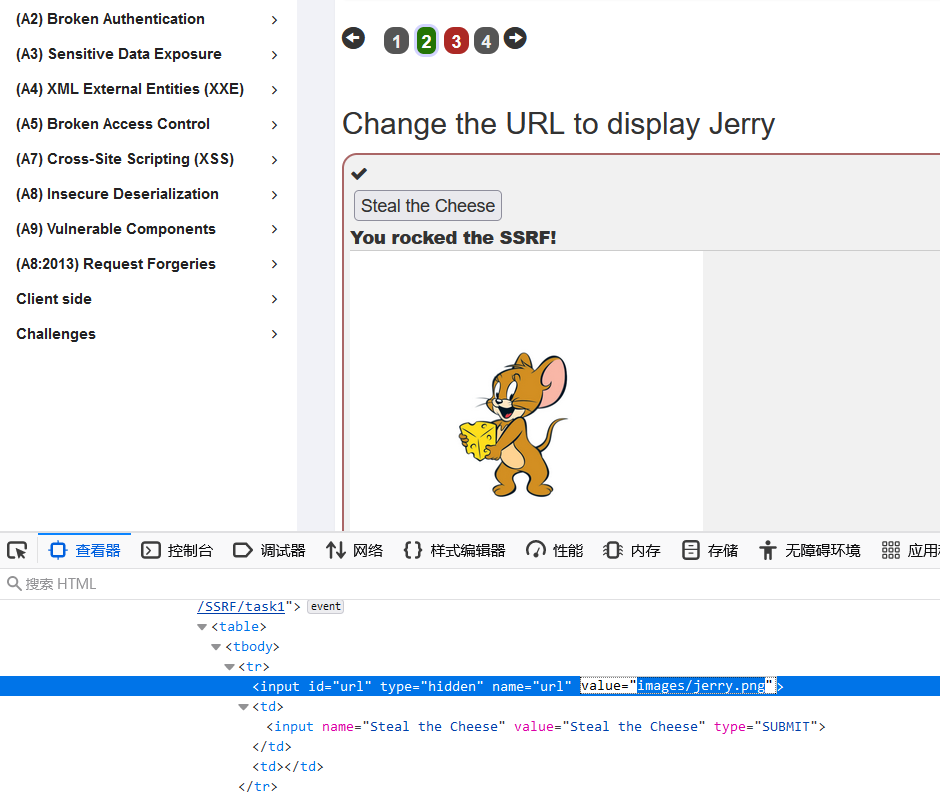 (A2) Broken Authentication
(A3) Sensitive Data Exposure
(A4) XML External Entities (XXE)
(A5) Broken Access Control
(A7) Cross-Site Scripting (XSS)
(A8) Insecure Deserialization
(A9) Vulnerable Components
(A8:2013) Request Forgeries
Client side
Challenges
1 2 3 4
Change the URL to display Jerry
Steal the Cheese
You rocked the SSRF!
查看器 控制台 调试器 网络 样式编辑器 性能 内存 存储 无障碍环境 应用
搜索 HTML
/SSRF/task1"> event
<table>
<tbody>
<tr>
<input id="url" type="hidden" name="url" value="images/jerry.png">
<td>
<input name="Steal the Cheese" value="Steal the Cheese" type="SUBMIT">
</td>
<td></td>
</tr>